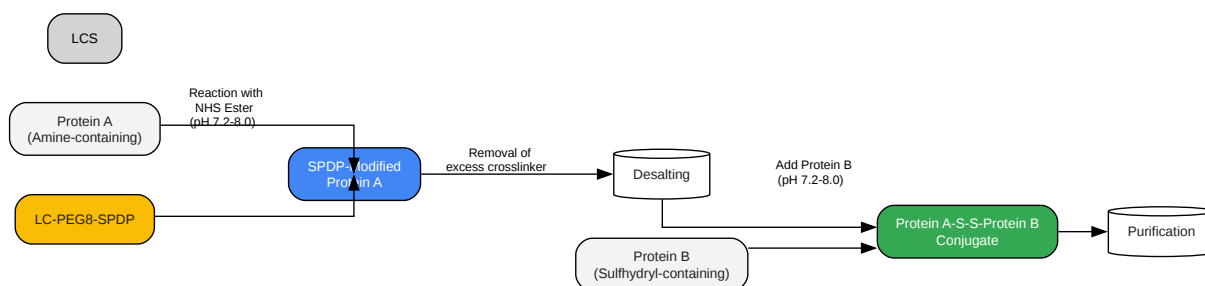 LCS
Reaction with
NHS Ester
(pH 7.2-8.0)
Protein A
(Amine-containing)
LC-PEG8-SPDP
SPDP-Modified
Protein A
Removal of
excess crosslinker
Desalting
Add Protein B
(pH 7.2-8.0)
Protein B
(Sulfhydryl-containing)
Protein A-S-S-Protein B
Conjugate
Purification